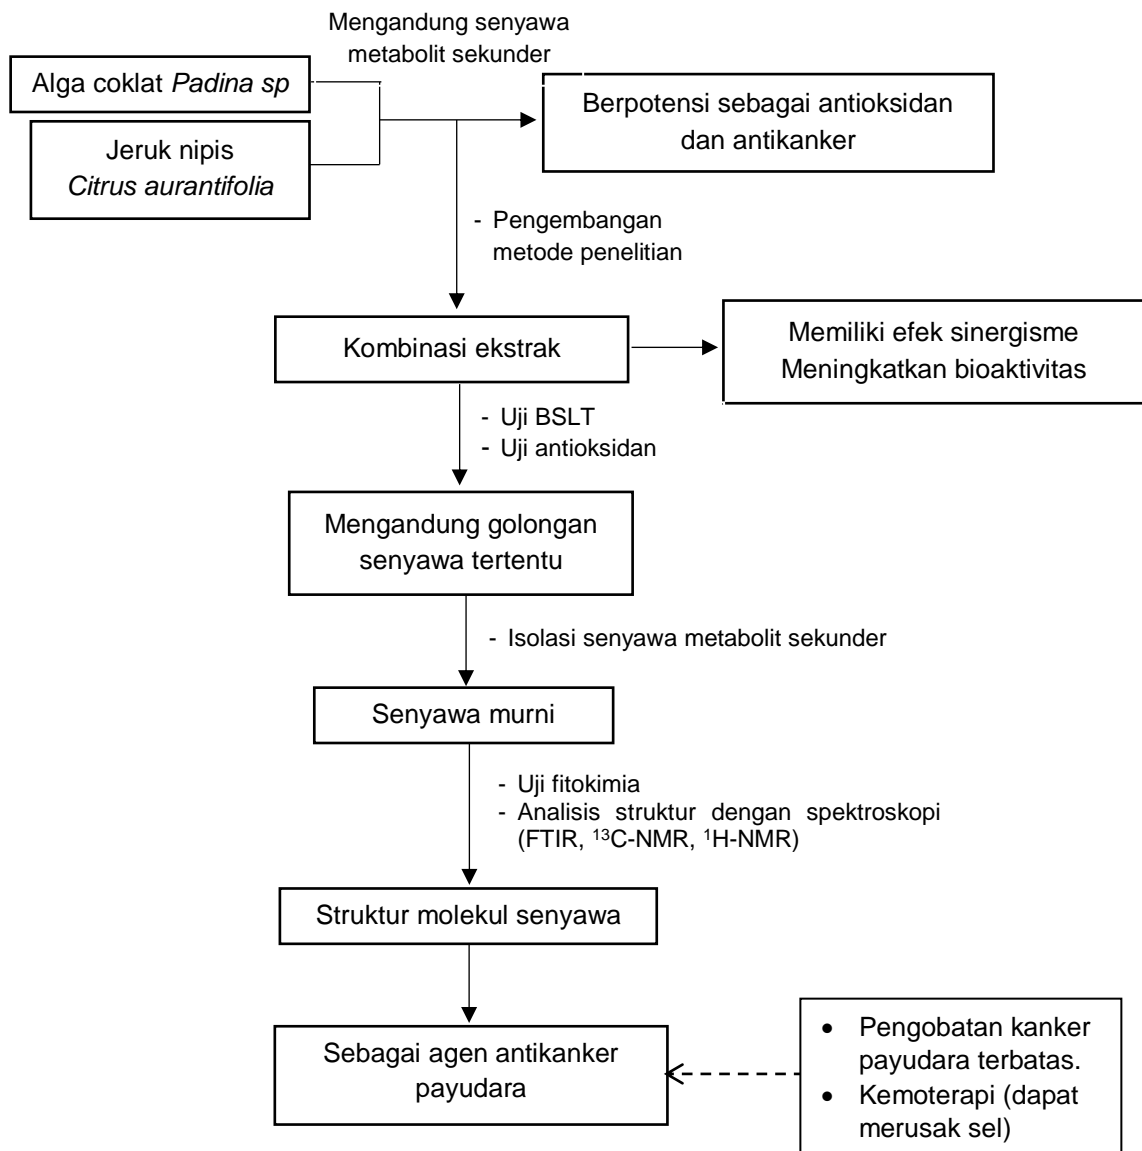 Mengandung senyawa
metabolit sekunder
Alga coklat Padina sp
Jeruk nipis
Citrus aurantifolia
Berpotensi sebagai antioksidan
dan antikanker
- Pengembangan
metode penelitian
Kombinasi ekstrak
Memiliki efek sinergisme
Meningkatkan bioaktivitas
- Uji BSLT
- Uji antioksidan
Mengandung golongan
senyawa tertentu
- Isolasi senyawa metabolit sekunder
Senyawa murni
- Uji fitokimia
- Analisis struktur dengan spektroskopi
(FTIR, ¹³C-NMR, ¹H-NMR)
Struktur molekul senyawa
Sebagai agen antikanker
payudara
• Pengobatan kanker
payudara terbatas.
• Kemoterapi (dapat
merusak sel)